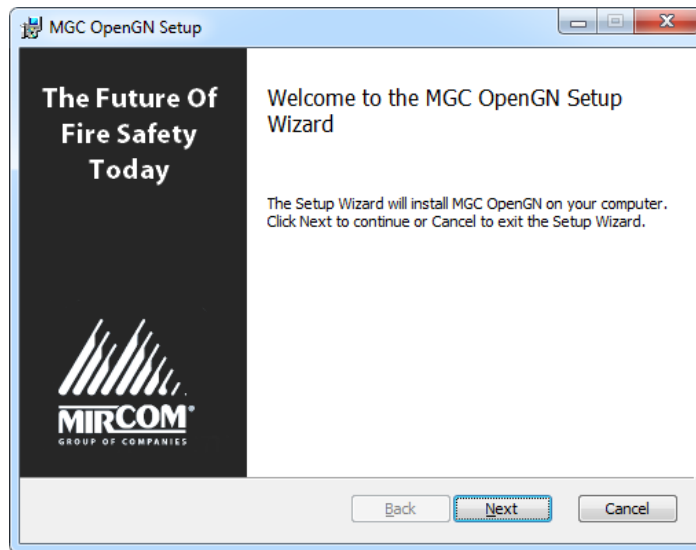 MGC OpenGN Setup
The Future Of
Fire Safety
Today
Welcome to the MGC OpenGN Setup
Wizard
The Setup Wizard will install MGC OpenGN on your computer.
Click Next to continue or Cancel to exit the Setup Wizard.
MIRCOM
GROUP OF COMPANIES
Back
Next
Cancel